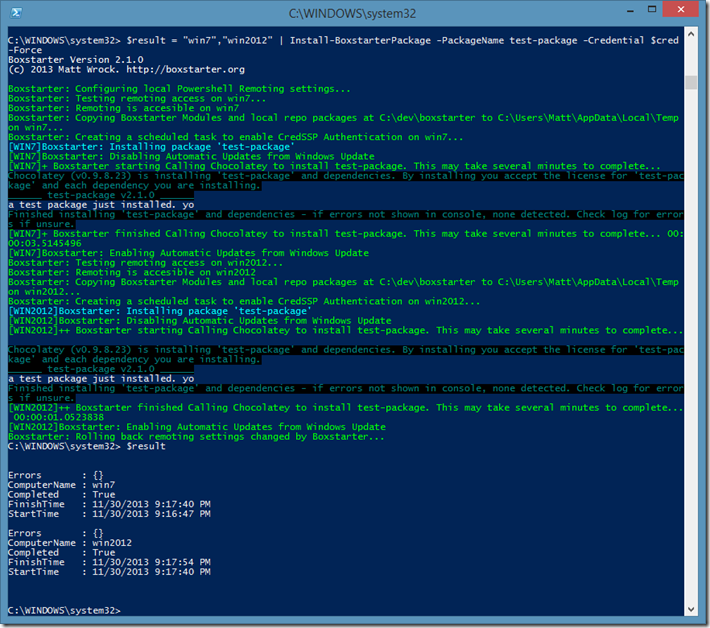 C:\WINDOWS\system32
C:\WINDOWS\system32> $result = "win7","win2012" | Install-BoxstarterPackage -PackageName test-package -Credential $cred
-Force
Boxstarter Version 2.1.0
(c) 2013 Matt Wrock. http://boxstarter.org
Boxstarter: Configuring local Powershell Remoting settings...
Boxstarter: Testing remoting access on win7...
Boxstarter: Remoting is accesible on win7
Boxstarter: Copying Boxstarter Modules and local repo packages at C:\dev\boxstarter to C:\Users\Matt\AppData\Local\Temp
on win7...
Boxstarter: Creating a scheduled task to enable CredSSP Authentication on win7...
[WIN7]Boxstarter: Installing package 'test-package'
[WIN7]Boxstarter: Disabling Automatic Updates from Windows Update
[WIN7]+ Boxstarter starting Calling Chocolatey to install test-package. This may take several minutes to complete...
Chocolatey (v0.9.8.23) is installing 'test-package' and dependencies. By installing you accept the license for 'test-pac
kage' and each dependency you are installing.
______ test-package v2.1.0 ______
a test package just installed. yo
Finished installing 'test-package' and dependencies - if errors not shown in console, none detected. Check log for error
s if unsure.
[WIN7]+ Boxstarter finished Calling Chocolatey to install test-package. This may take several minutes to complete... 00:
00:03.5145496
[WIN7]Boxstarter: Enabling Automatic Updates from Windows Update
Boxstarter: Testing remoting access on win2012...
Boxstarter: Remoting is accesible on win2012
Boxstarter: Copying Boxstarter Modules and local repo packages at C:\dev\boxstarter to C:\Users\Matt\AppData\Local\Temp
on win2012...
Boxstarter: Creating a scheduled task to enable CredSSP Authentication on win2012...
[WIN2012]Boxstarter: Installing package 'test-package'
[WIN2012]Boxstarter: Disabling Automatic Updates from Windows Update
[WIN2012]++ Boxstarter starting Calling Chocolatey to install test-package. This may take several minutes to complete...
Chocolatey (v0.9.8.23) is installing 'test-package' and dependencies. By installing you accept the license for 'test-pac
kage' and each dependency you are installing.
______ test-package v2.1.0 ______
a test package just installed. yo
Finished installing 'test-package' and dependencies - if errors not shown in console, none detected. Check log for error
s if unsure.
[WIN2012]++ Boxstarter finished Calling Chocolatey to install test-package. This may take several minutes to complete...
00:00:01.0523838
[WIN2012]Boxstarter: Enabling Automatic Updates from Windows Update
Boxstarter: Rolling back remoting settings changed by Boxstarter...
C:\WINDOWS\system32> $result
Errors : {}
ComputerName : win7
Completed : True
FinishTime : 11/30/2013 9:17:40 PM
StartTime : 11/30/2013 9:16:47 PM
Errors : {}
ComputerName : win2012
Completed : True
FinishTime : 11/30/2013 9:17:54 PM
StartTime : 11/30/2013 9:17:40 PM
C:\WINDOWS\system32>